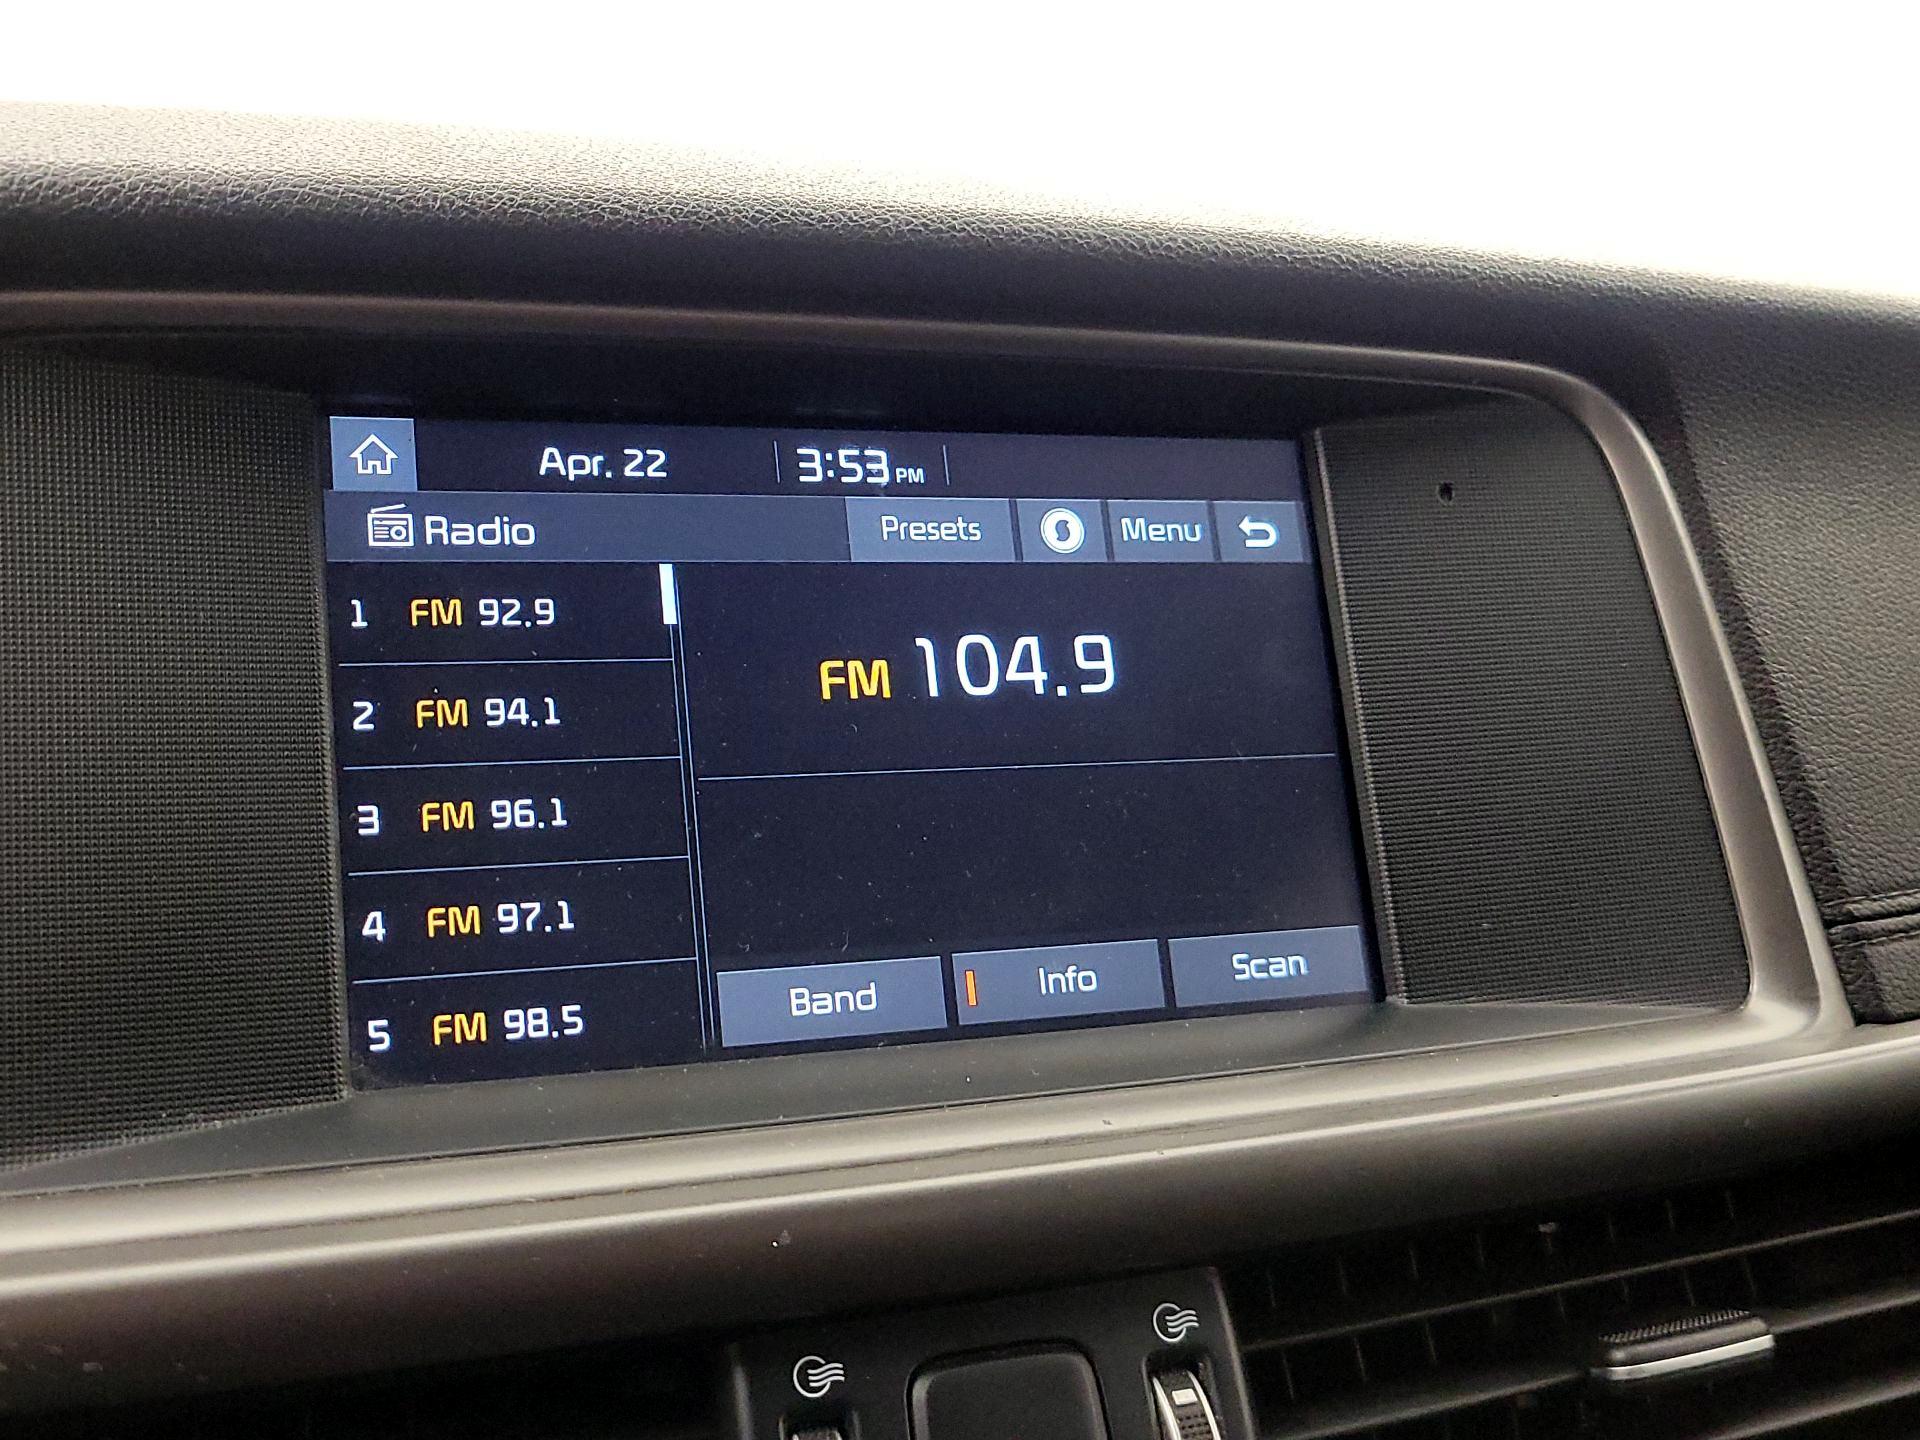 Apr. 22 3:53 PM
Radio Presets Menu
1 FM 92.9
2 FM 94.1
3 FM 96.1
4 FM 97.1
5 FM 98.5
FM 104.9
Band Info Scan